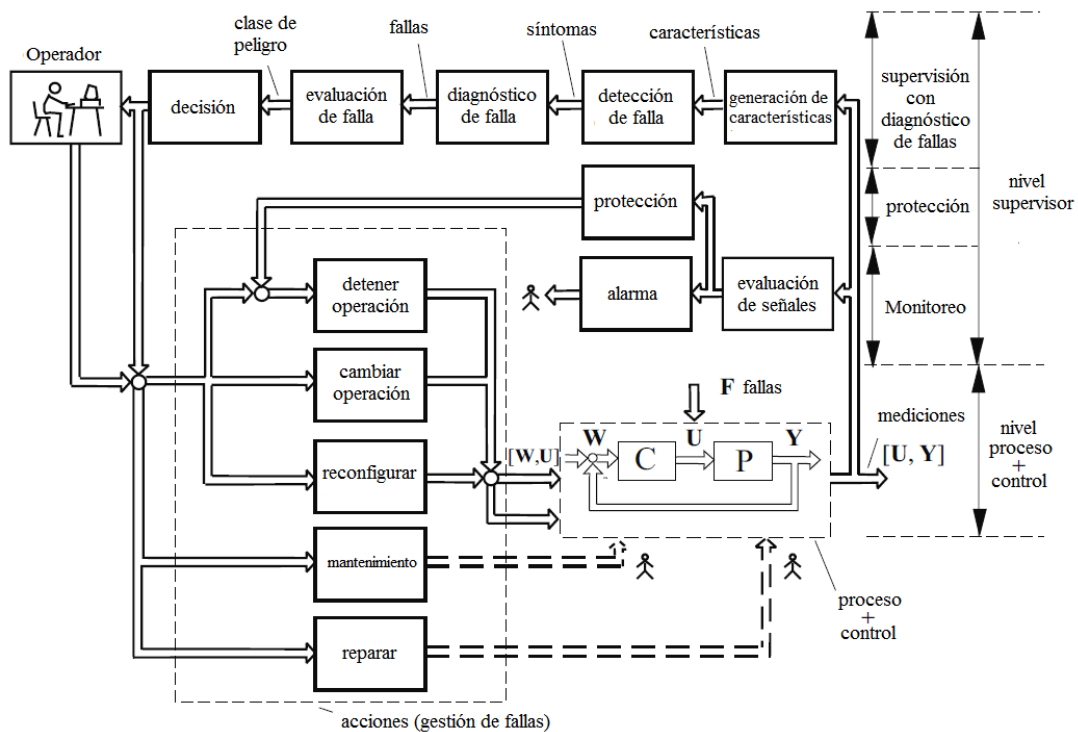 Operador
clase de
peligro
fallas
síntomas
características
decisión
evaluación
de falla
diagnóstico
de falla
detección
de falla
generación de
características
supervisión
con
diagnóstico
de fallas
nivel
supervisor
protección
protección
alarma
evaluación
de señales
Monitoreo
detener
operación
cambiar
operación
reconfigurar
mantenimiento
reparar
F fallas
[W,U]
W
C
U
P
Y
mediciones
[U, Y]
nivel
proceso
+
control
proceso
+
control
acciones (gestión de fallas)